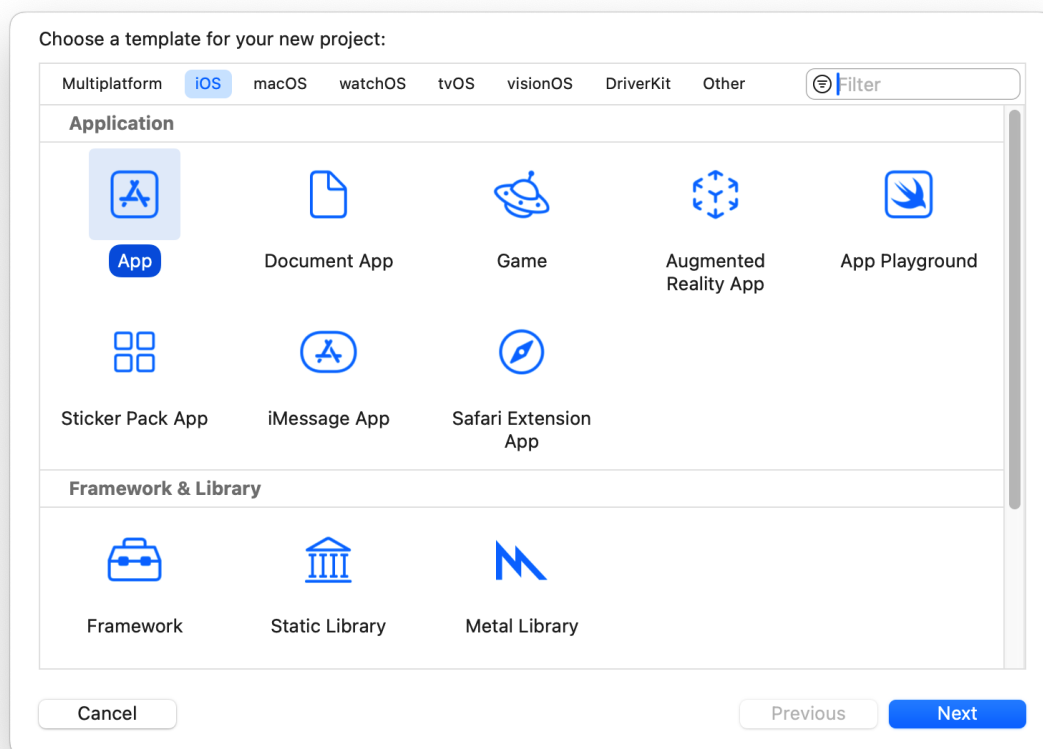 Choose a template for your new project:
Multiplatform iOS macOS watchOS tvOS visionOS DriverKit Other Filter
Application
App Document App Game Augmented Reality App App Playground
Sticker Pack App iMessage App Safari Extension App
Framework & Library
Framework Static Library Metal Library
Cancel Previous Next